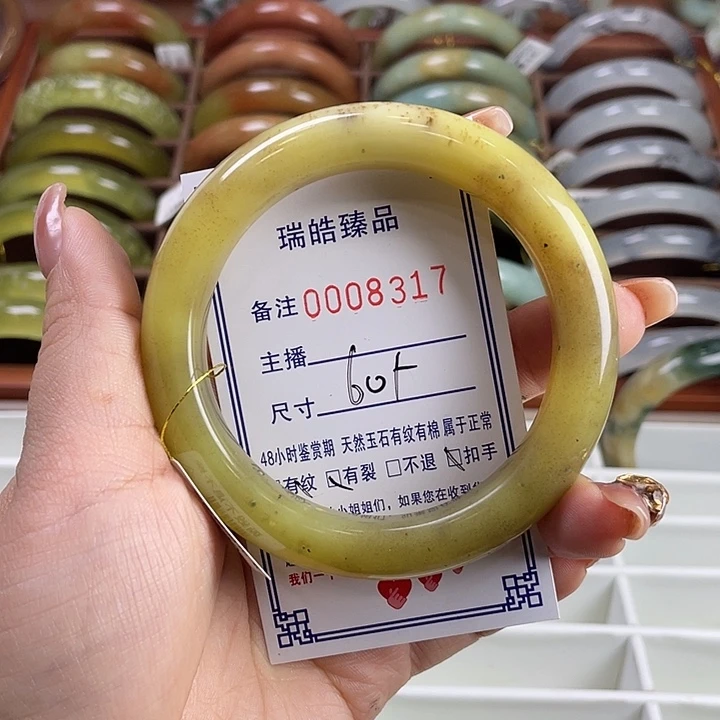 瑞皓臻品
备注0008317
主播
尺寸 60+
48小时鉴赏期 天然玉石有纹有棉属于正常
有纹 有裂 不退 扣手
小姐姐们，如果您在收到
我们一